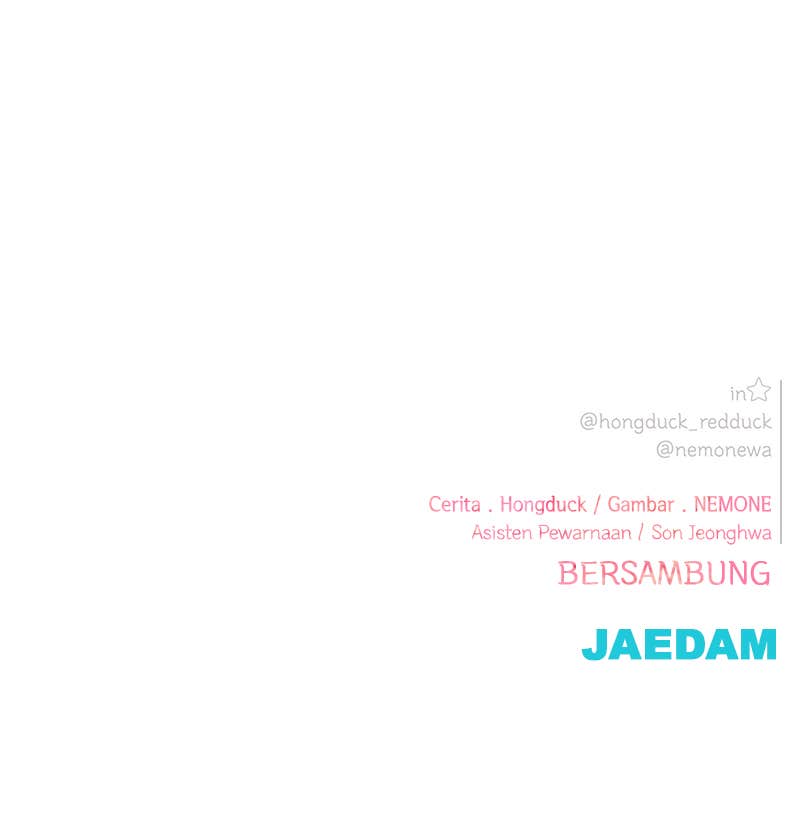 in☆
@hongduck_redduck
@nemonewa
Cerita . Hongduck / Gambar . NEMONE
Asisten Pewarnaan / Son Jeonghwa
BERSAMBUNG
JAEDAM